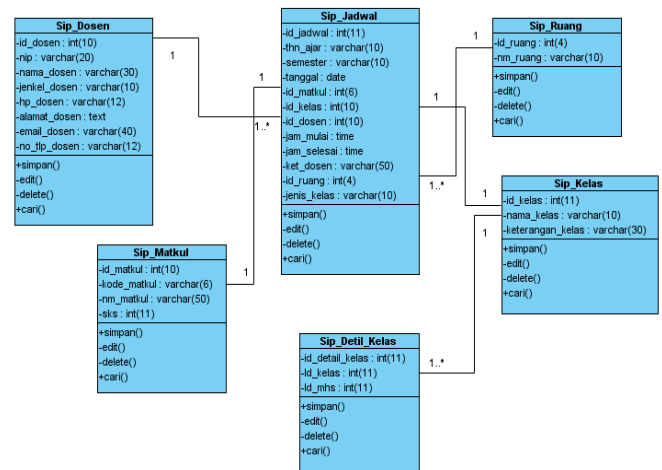 Sip_Dosen
-id_dosen : int(10)
-nip : varchar(20)
-nama_dosen : varchar(30)
-jenkel_dosen : varchar(10)
-hp_dosen : varchar(12)
-alamat_dosen : text
-email_dosen : varchar(40)
-no_tlp_dosen : varchar(12)
+simpan()
-edit()
-delete()
+cari()
1
1..*
Sip_Jadwal
-id_jadwal : int(11)
-thn_ajar : varchar(10)
-semester : varchar(10)
-tanggal : date
-id_matkul : int(6)
-id_kelas : int(10)
-id_dosen : int(10)
-jam_mulai : time
-jam_selesai : time
-ket_dosen : varchar(50)
-id_ruang : int(4)
-jenis_kelas : varchar(10)
+simpan()
-edit()
-delete()
+cari()
1
1..*
Sip_Ruang
-id_ruang : int(4)
-nm_ruang : varchar(10)
+simpan()
-edit()
-delete()
+cari()
1
1
Sip_Kelas
-id_kelas : int(11)
-nama_kelas : varchar(10)
-keterangan_kelas : varchar(30)
+simpan()
-edit()
-delete()
+cari()
1
1
Sip_Matkul
-id_matkul : int(10)
-kode_matkul : varchar(6)
-nm_matkul : varchar(50)
-sks : int(11)
+simpan()
-edit()
-delete()
+cari()
1
Sip_Detil_Kelas
-id_detail_kelas : int(11)
-Id_kelas : int(11)
-Id_mhs : int(11)
+simpan()
-edit()
-delete()
+cari()
1..*